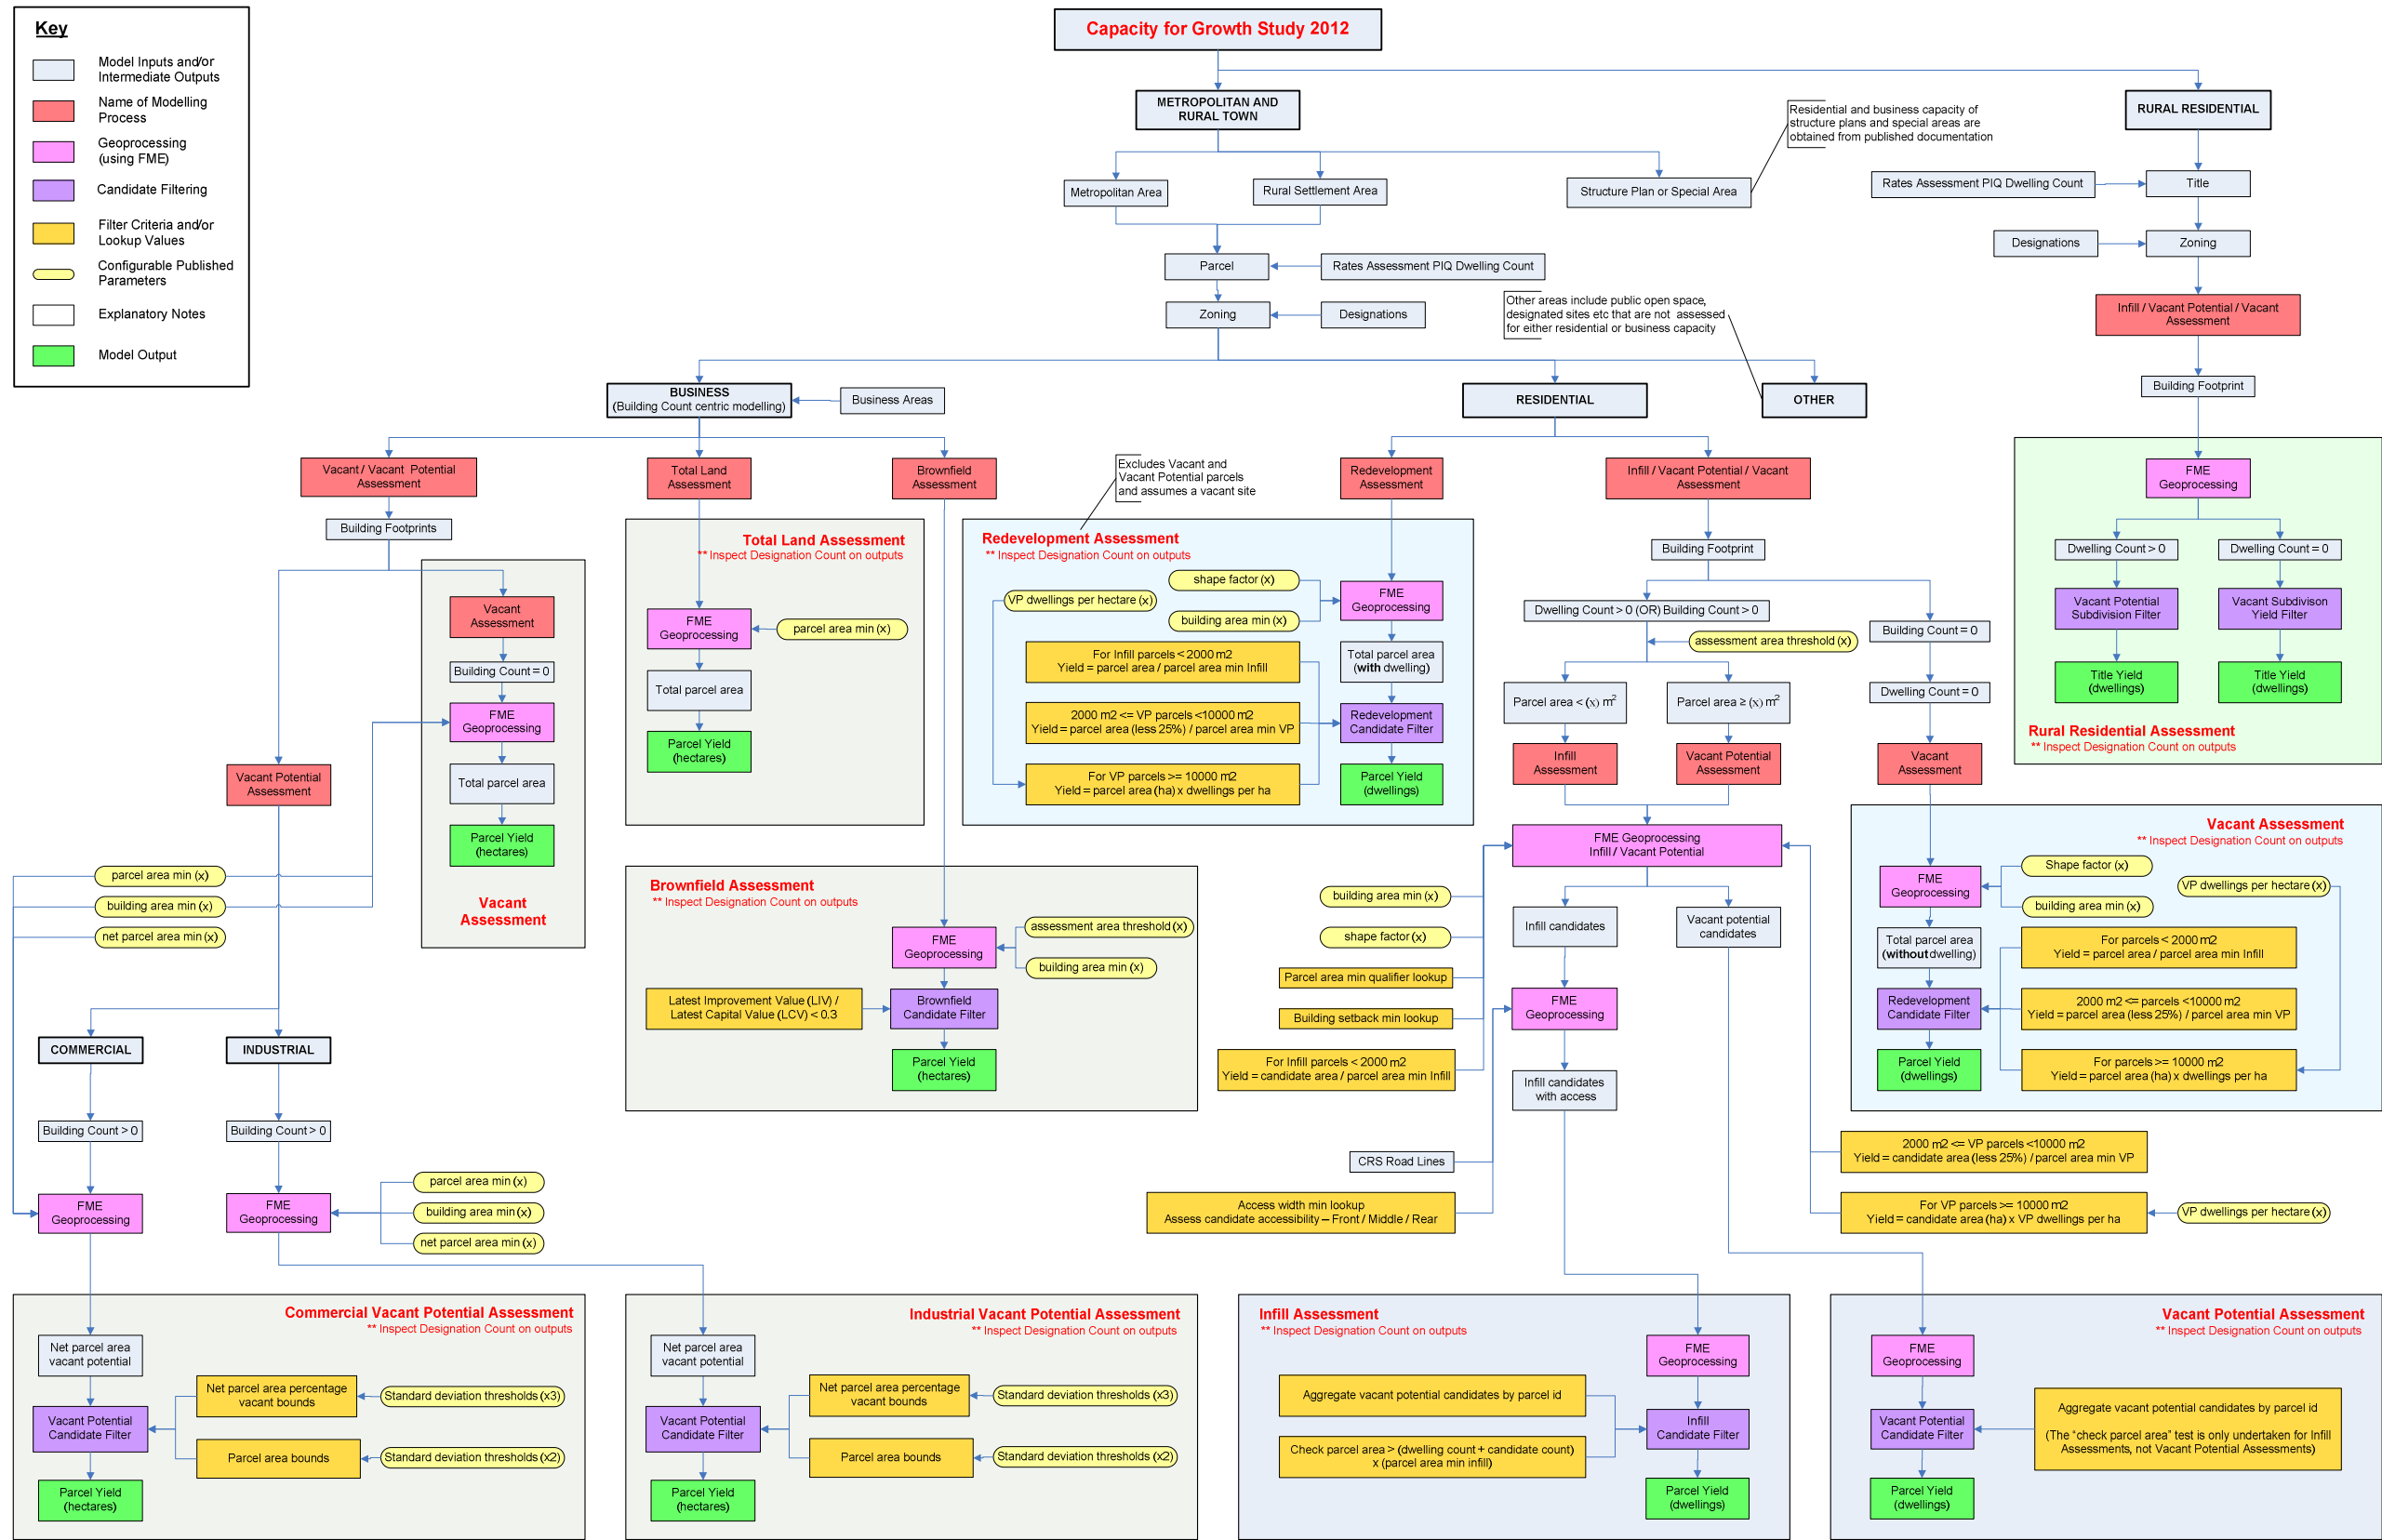 Capacity for Growth Study 2012
Key
Model Inputs and/or
Intermediate Outputs
Name of Modelling
Process
Geoprocessing
(using FME)
Candidate Filtering
Filter Criteria and/or
Lookup Values
Configurable Published
Parameters
Explanatory Notes
Model Output
METROPOLITAN AND
RURAL TOWN
RURAL RESIDENTIAL
Residential and business capacity of
structure plans and special areas are
obtained from published documentation
Metropolitan Area
Rural Settlement Area
Structure Plan or Special Area
Rates Assessment PIQ Dwelling Count
Title
Designations
Zoning
Parcel
Rates Assessment PIQ Dwelling Count
Zoning
Designations
Other areas include public open space,
designated sites etc that are not assessed
for either residential or business capacity
Infill / Vacant Potential / Vacant
Assessment
Building Footprint
BUSINESS
(Building Count centric modelling)
Business Areas
RESIDENTIAL
OTHER
Vacant / Vacant Potential
Assessment
Total Land
Assessment
Brownfield
Assessment
Excludes Vacant and
Vacant Potential parcels
and assumes a vacant site
Redevelopment
Assessment
Infill / Vacant Potential / Vacant
Assessment
Building Footprints
Vacant
Assessment
Building Count = 0
FME
Geoprocessing
Total parcel area
Parcel Yield
(hectares)
Vacant
Assessment
Vacant Potential
Assessment
parcel area min (x)
building area min (x)
net parcel area min (x)
Total Land Assessment
** Inspect Designation Count on outputs
FME
Geoprocessing
parcel area min (x)
Total parcel area
Parcel Yield
(hectares)
Redevelopment Assessment
** Inspect Designation Count on outputs
shape factor (x)
VP dwellings per hectare (x)
building area min (x)
FME
Geoprocessing
For Infill parcels < 2000 m2
Yield = parcel area / parcel area min Infill
Total parcel area
(with dwelling)
2000 m2 <= VP parcels <10000 m2
Yield = parcel area (less 25%) / parcel area min VP
Redevelopment
Candidate Filter
For VP parcels >= 10000 m2
Yield = parcel area (ha) x dwellings per ha
Parcel Yield
(dwellings)
Building Footprint
Dwelling Count > 0 (OR) Building Count > 0
assessment area threshold (x)
Building Count = 0
Parcel area < (x) m²
Parcel area ≥ (x) m²
Dwelling Count = 0
Infill
Assessment
Vacant Potential
Assessment
Vacant
Assessment
FME
Geoprocessing
Dwelling Count > 0
Dwelling Count = 0
Vacant Potential
Subdivision Filter
Vacant Subdivison
Yield Filter
Title Yield
(dwellings)
Title Yield
(dwellings)
Rural Residential Assessment
** Inspect Designation Count on outputs
FME Geoprocessing
Infill / Vacant Potential
Vacant Assessment
** Inspect Designation Count on outputs
FME
Geoprocessing
Shape factor (x)
VP dwellings per hectare (x)
building area min (x)
Total parcel area
(without dwelling)
For parcels < 2000 m2
Yield = parcel area / parcel area min Infill
Redevelopment
Candidate Filter
2000 m2 <= parcels <10000 m2
Yield = parcel area (less 25%) / parcel area min VP
Parcel Yield
(dwellings)
For parcels >= 10000 m2
Yield = parcel area (ha) x dwellings per ha
Brownfield Assessment
** Inspect Designation Count on outputs
FME
Geoprocessing
assessment area threshold (x)
building area min (x)
Latest Improvement Value (LIV) /
Latest Capital Value (LCV) < 0.3
Brownfield
Candidate Filter
Parcel Yield
(hectares)
building area min (x)
shape factor (x)
Parcel area min qualifier lookup
Building setback min lookup
For Infill parcels < 2000 m2
Yield = candidate area / parcel area min Infill
Infill candidates
Vacant potential
candidates
FME
Geoprocessing
Infill candidates
with access
CRS Road Lines
Access width min lookup
Assess candidate accessibility – Front / Middle / Rear
2000 m2 <= VP parcels <10000 m2
Yield = candidate area (less 25%) / parcel area min VP
For VP parcels >= 10000 m2
Yield = candidate area (ha) x VP dwellings per ha
VP dwellings per hectare (x)
COMMERCIAL
INDUSTRIAL
Building Count > 0
Building Count > 0
FME
Geoprocessing
FME
Geoprocessing
parcel area min (x)
building area min (x)
net parcel area min (x)
Commercial Vacant Potential Assessment
** Inspect Designation Count on outputs
Net parcel area
vacant potential
Net parcel area percentage
vacant bounds
Standard deviation thresholds (x3)
Vacant Potential
Candidate Filter
Parcel area bounds
Standard deviation thresholds (x2)
Parcel Yield
(hectares)
Industrial Vacant Potential Assessment
** Inspect Designation Count on outputs
Net parcel area
vacant potential
Net parcel area percentage
vacant bounds
Standard deviation thresholds (x3)
Vacant Potential
Candidate Filter
Parcel area bounds
Standard deviation thresholds (x2)
Parcel Yield
(hectares)
Infill Assessment
** Inspect Designation Count on outputs
FME
Geoprocessing
Aggregate vacant potential candidates by parcel id
Infill
Candidate Filter
Check parcel area > (dwelling count + candidate count)
x (parcel area min infill)
Parcel Yield
(dwellings)
Vacant Potential Assessment
** Inspect Designation Count on outputs
FME
Geoprocessing
Vacant Potential
Candidate Filter
Aggregate vacant potential candidates by parcel id
(The “check parcel area” test is only undertaken for Infill
Assessments, not Vacant Potential Assessments)
Parcel Yield
(dwellings)